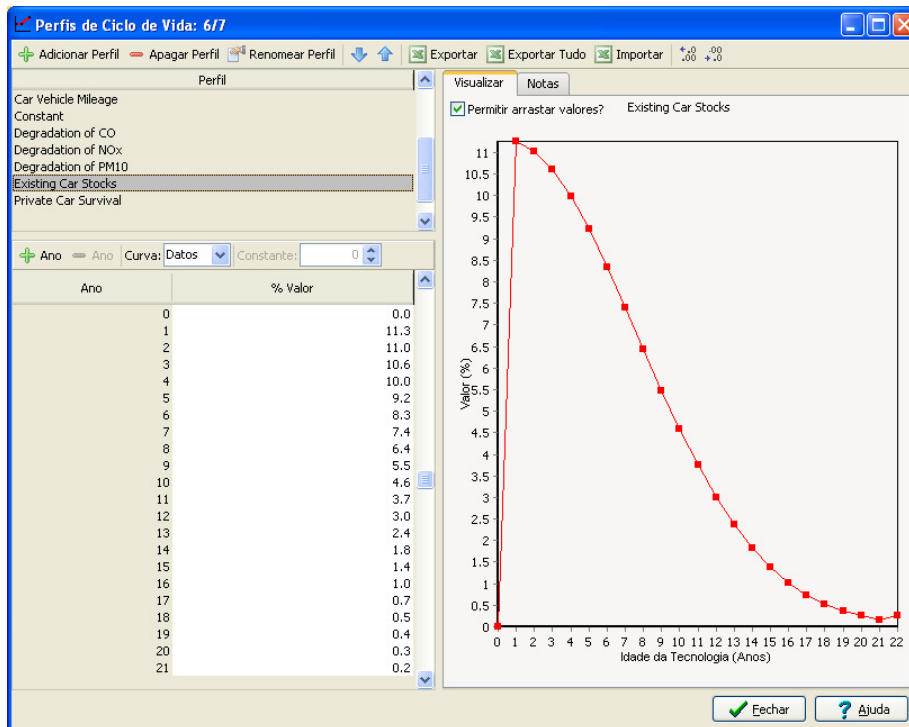 Perfis de Ciclo de Vida: 6/7
Adicionar Perfil Apagar Perfil Renomear Perfil Exportar Exportar Tudo Importar +.0 .00 .00 +.0
Perfil
Car Vehicle Mileage
Constant
Degradation of CO
Degradation of NOx
Degradation of PM10
Existing Car Stocks
Private Car Survival
Ano Ano Curva: Datos Constante: 0
Ano % Valor
0 0.0
1 11.3
2 11.0
3 10.6
4 10.0
5 9.2
6 8.3
7 7.4
8 6.4
9 5.5
10 4.6
11 3.7
12 3.0
13 2.4
14 1.8
15 1.4
16 1.0
17 0.7
18 0.5
19 0.4
20 0.3
21 0.2
Visualizar Notas
Permitir arrastar valores? Existing Car Stocks
11
10.5
10
9.5
9
8.5
8
7.5
7
6.5
6
5.5
5
4.5
4
3.5
3
2.5
2
1.5
1
0.5
0
Valor (%)
0 1 2 3 4 5 6 7 8 9 10 11 12 13 14 15 16 17 18 19 20 21 22
Idade da Tecnologia (Anos)
Fechar ? Ajuda